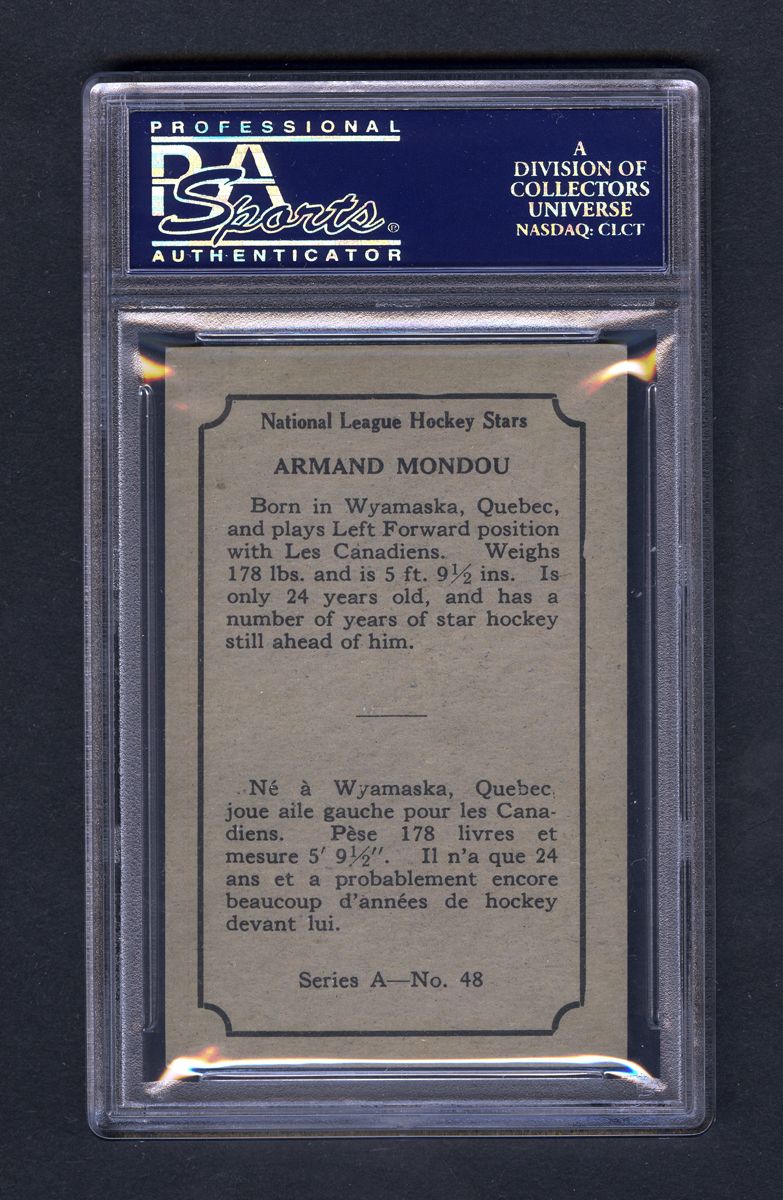 PROFESSIONAL
PSA
Sports
AUTHENTICATOR
A
DIVISION OF
COLLECTORS
UNIVERSE
NASDAQ: CLCT
National League Hockey Stars
ARMAND MONDOU
Born in Wyamaska, Quebec,
and plays Left Forward position
with Les Canadiens. Weighs
178 lbs. and is 5 ft. 9½ ins. Is
only 24 years old, and has a
number of years of star hockey
still ahead of him.
Né à Wyamaska, Quebec,
joue aile gauche pour les Cana-
diens. Pèse 178 livres et
mesure 5′ 9½″. Il n'a que 24
ans et a probablement encore
beaucoup d'années de hockey
devant lui.
Series A—No. 48